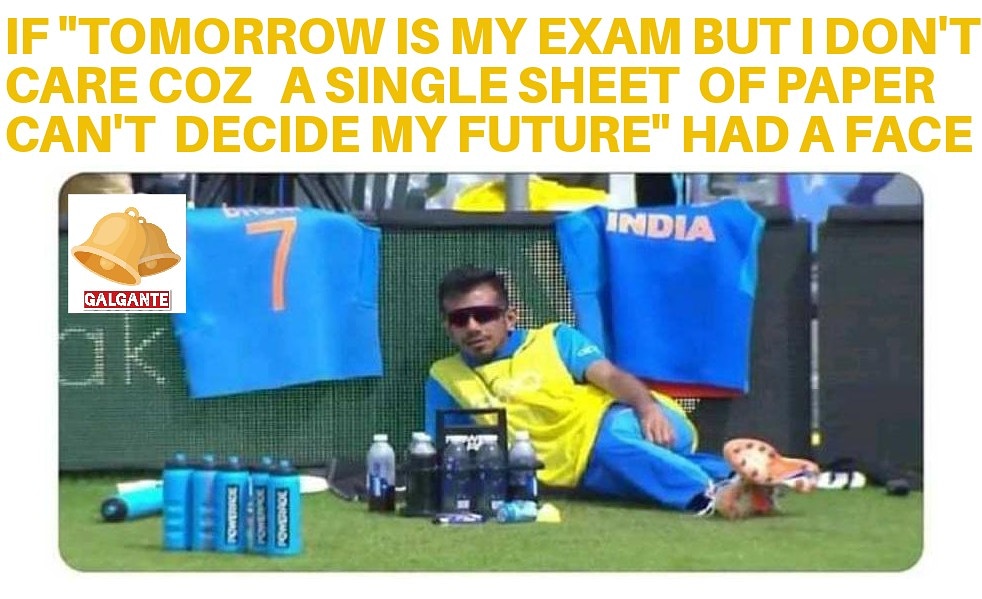 IF "TOMORROW IS MY EXAM BUT I DON'T
CARE COZ A SINGLE SHEET OF PAPER
CAN'T DECIDE MY FUTURE" HAD A FACE
GALGANTE
7
INDIA
ak
POWERADE
POWERADE
POWERADE